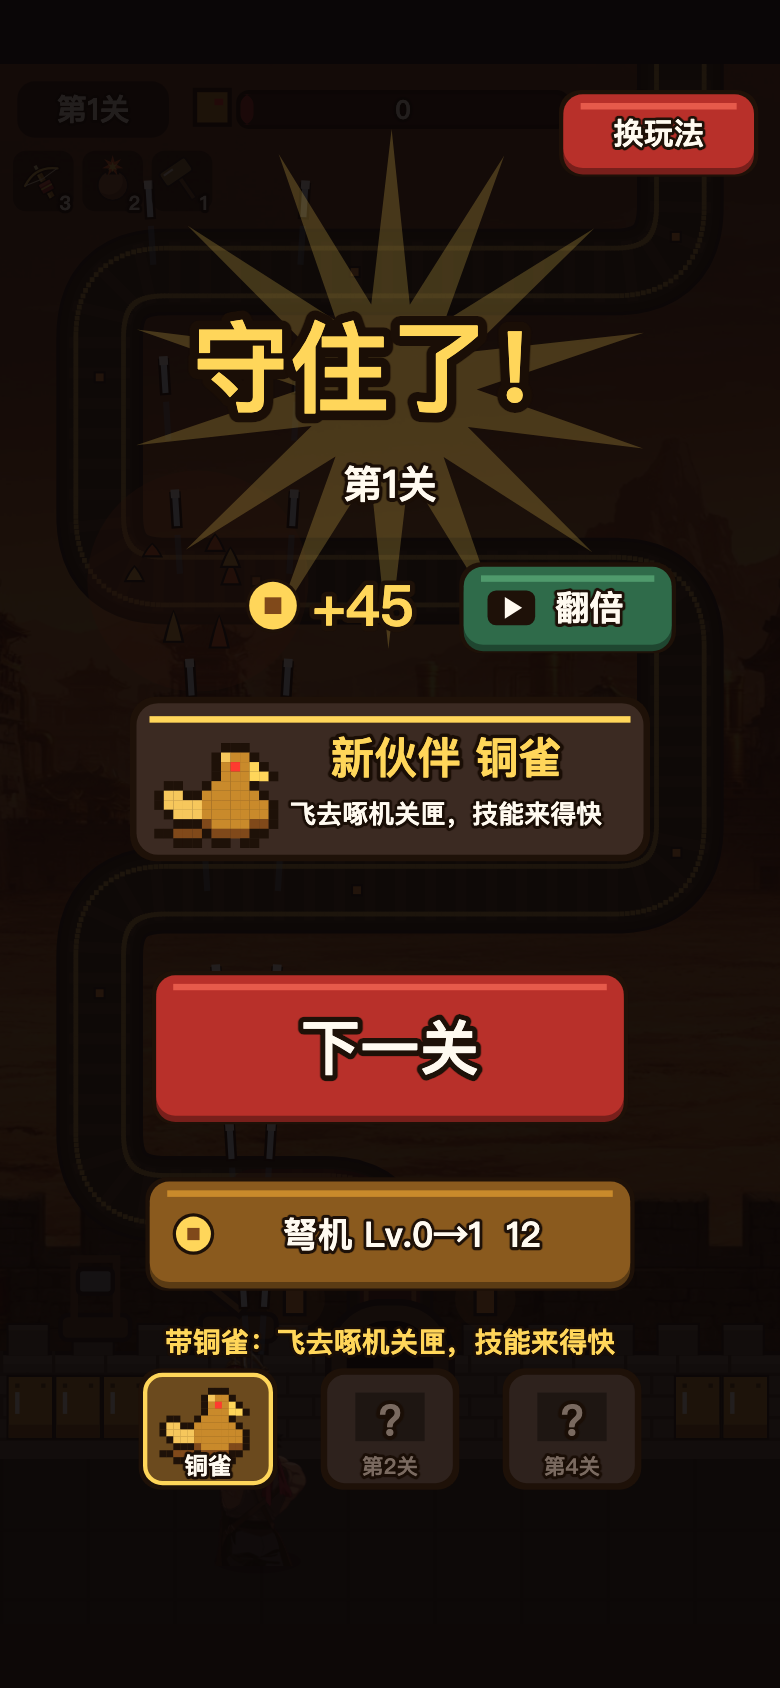 第1关
0
换玩法
3
2
1
守住了！
第1关
+45
翻倍
新伙伴 铜雀
飞去啄机关匣，技能来得快
下一关
弩机 Lv.0→1 12
带铜雀：飞去啄机关匣，技能来得快
?
?
铜雀
第2关
第4关